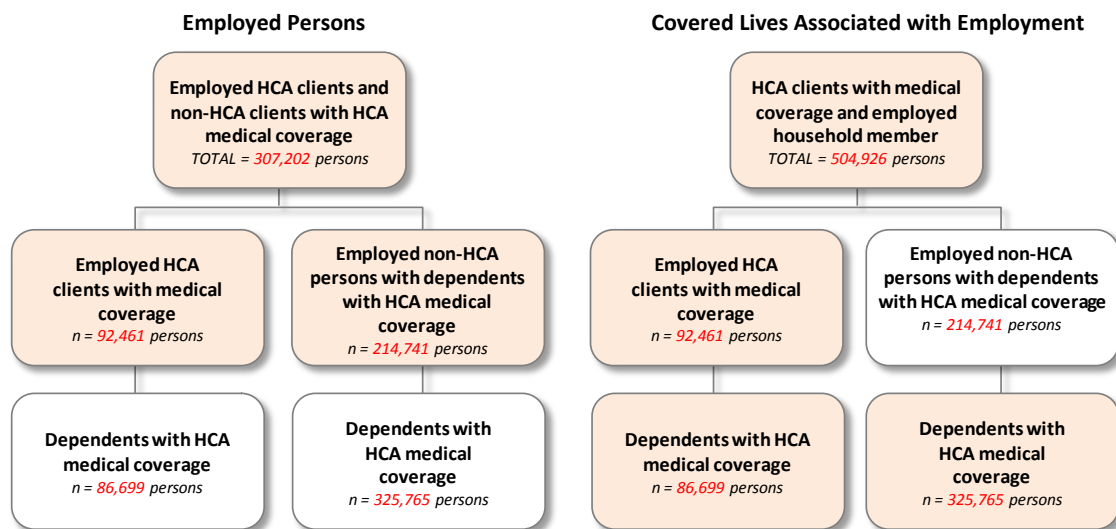 Employed Persons
Employed HCA clients and
non-HCA clients with HCA
medical coverage
TOTAL = 307,202 persons
Employed HCA
clients with medical
coverage
n = 92,461 persons
Employed non-HCA
persons with dependents
with HCA medical
coverage
n = 214,741 persons
Dependents with HCA
medical coverage
n = 86,699 persons
Dependents with
HCA medical
coverage
n = 325,765 persons
Covered Lives Associated with Employment
HCA clients with medical
coverage and employed
household member
TOTAL = 504,926 persons
Employed HCA
clients with medical
coverage
n = 92,461 persons
Employed non-HCA
persons with dependents
with HCA medical coverage
n = 214,741 persons
Dependents with HCA
medical coverage
n = 86,699 persons
Dependents with
HCA medical
coverage
n = 325,765 persons